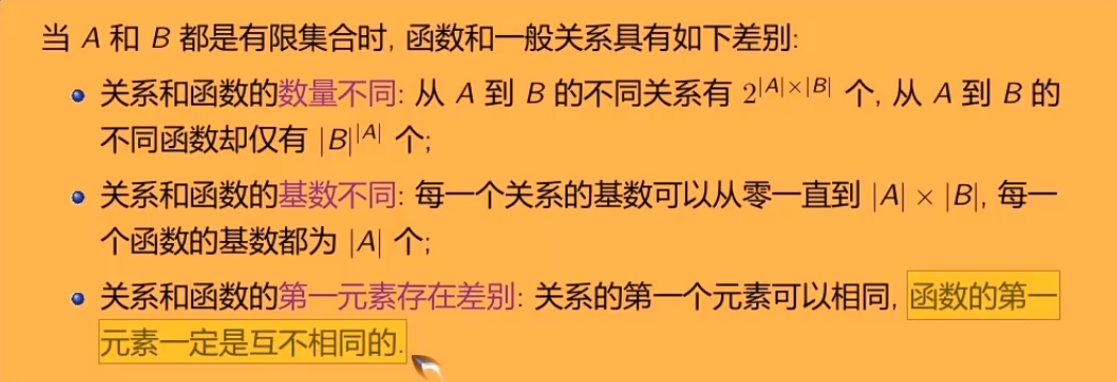 当 A 和 B 都是有限集合时, 函数和一般关系具有如下差别:
关系和函数的数量不同: 从 A 到 B 的不同关系有 2^{|A|×|B|} 个, 从 A 到 B 的
不同函数却仅有 |B|^{|A|} 个;
关系和函数的基数不同: 每一个关系的基数可以从零一直到 |A| × |B|, 每一
个函数的基数都为 |A| 个;
关系和函数的第一元素存在差别: 关系的第一个元素可以相同, 函数的第一
元素一定是互不相同的.